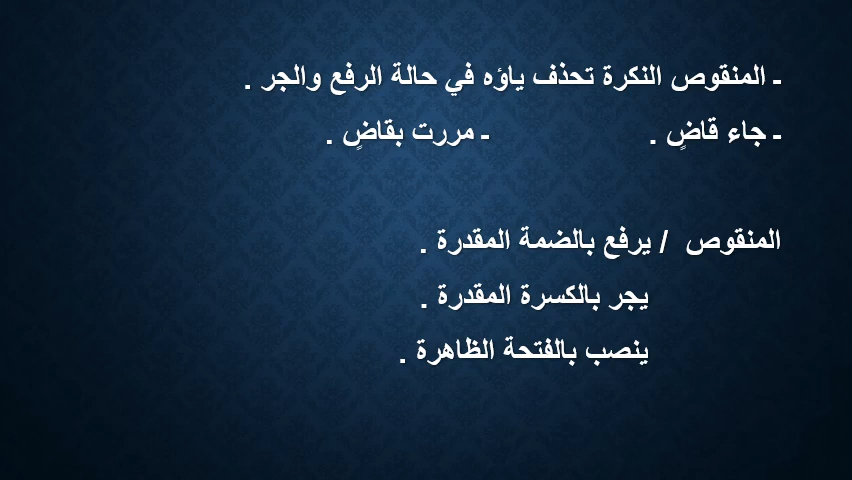 ـ المنقوص النكرة تحذف ياؤه في حالة الرفع والجر .
ـ جاء قاضٍ . ـ مررت بقاضٍ .
المنقوص / يرفع بالضمة المقدرة .
يجر بالكسرة المقدرة .
ينصب بالفتحة الظاهرة .